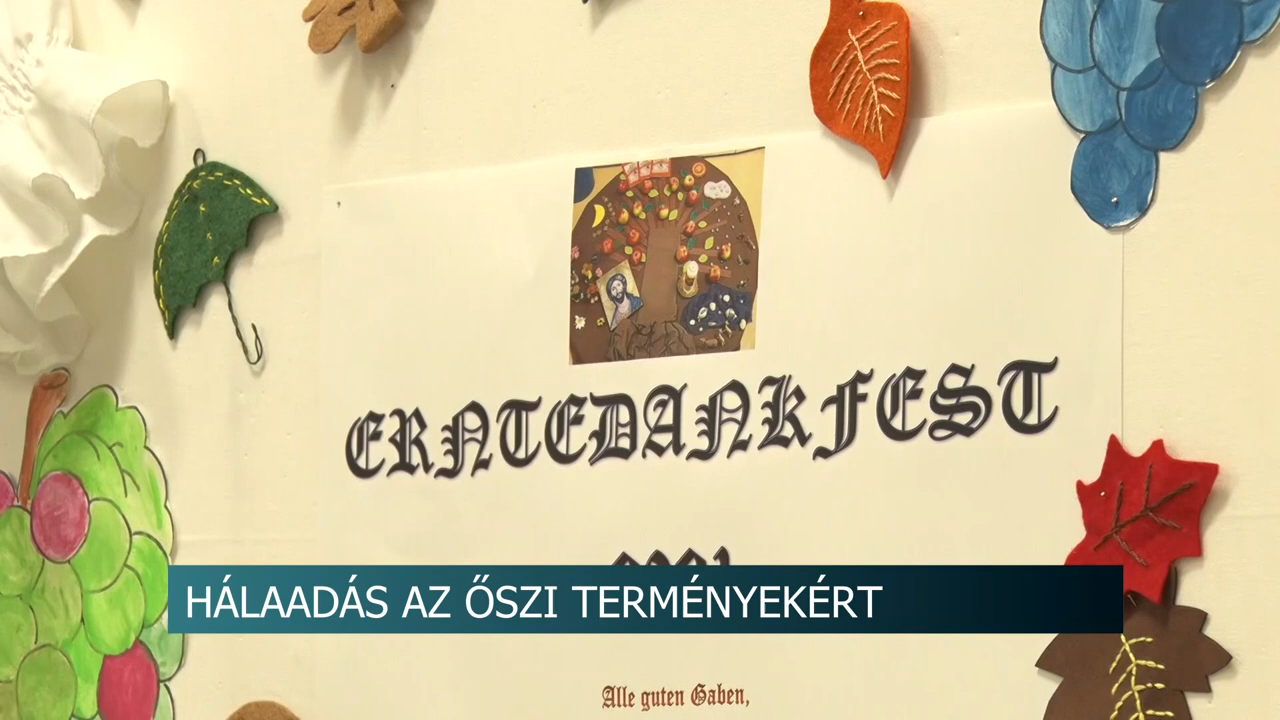 ERNTEDANKFEST
HÁLAADÁS AZ ŐSZI TERMÉNYEKÉRT
Alle guten Gaben,